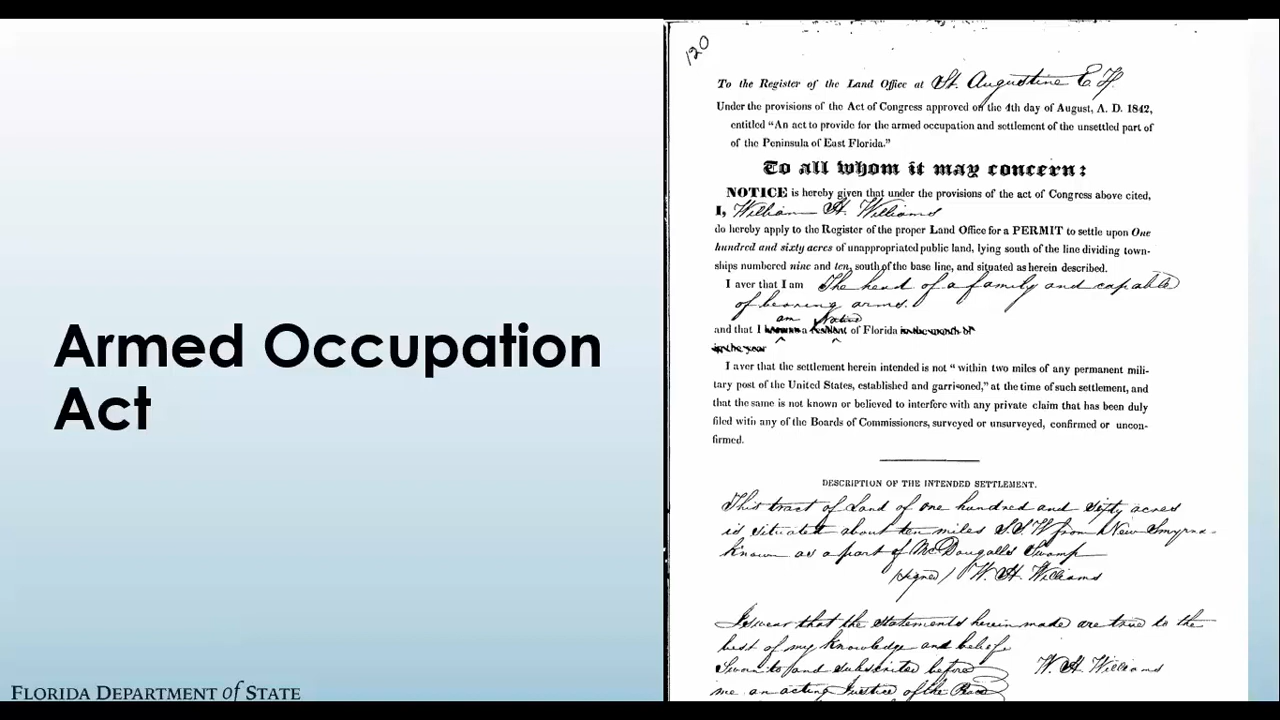 Armed Occupation
Act
FLORIDA DEPARTMENT of STATE
120
To the Register of the Land Office at St. Augustine E. F.
Under the provisions of the Act of Congress approved on the 4th day of August, A. D. 1842,
entitled "An act to provide for the armed occupation and settlement of the unsettled part of
of the Peninsula of East Florida."
To all whom it may concern:
NOTICE is hereby given that under the provisions of the act of Congress above cited,
I, William H. Williams
do hereby apply to the Register of the proper Land Office for a PERMIT to settle upon One
hundred and sixty acres of unappropriated public land, lying south of the line dividing town-
ships numbered nine and ten, south of the base line, and situated as herein described.
I aver that I am The head of a family and capable
of bearing arms.
am Native
and that I became a resident of Florida in the month of
in the year
I aver that the settlement herein intended is not "within two miles of any permanent mili-
tary post of the United States, established and garrisoned," at the time of such settlement, and
that the same is not known or believed to interfere with any private claim that has been duly
filed with any of the Boards of Commissioners, surveyed or unsurveyed, confirmed or uncon-
firmed.
DESCRIPTION OF THE INTENDED SETTLEMENT.
This tract of Land of one hundred and sixty acres
is situated about ten miles S.S.W from New Smyrna-
known as a part of McDougalls Swamp
(signed) W. H. Williams
I swear that the statements herein made are true to the
best of my knowledge and belief
Sworn to and subscribed before W. H. Williams
me an acting Justice of the Peace